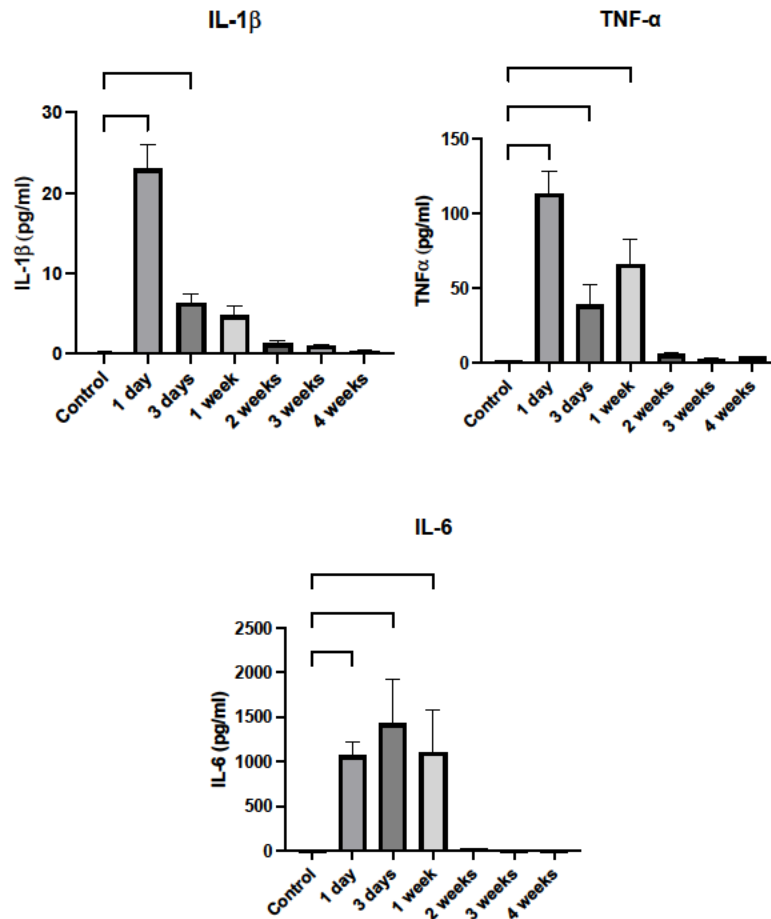 IL-1β
IL-1β (pg/ml)
30
20
10
0
Control
1 day
3 days
1 week
2 weeks
3 weeks
4 weeks
TNF-α
TNFα (pg/ml)
150
100
50
0
Control
1 day
3 days
1 week
2 weeks
3 weeks
4 weeks
IL-6
IL-6 (pg/ml)
2500
2000
1500
1000
500
0
Control
1 day
3 days
1 week
2 weeks
3 weeks
4 weeks